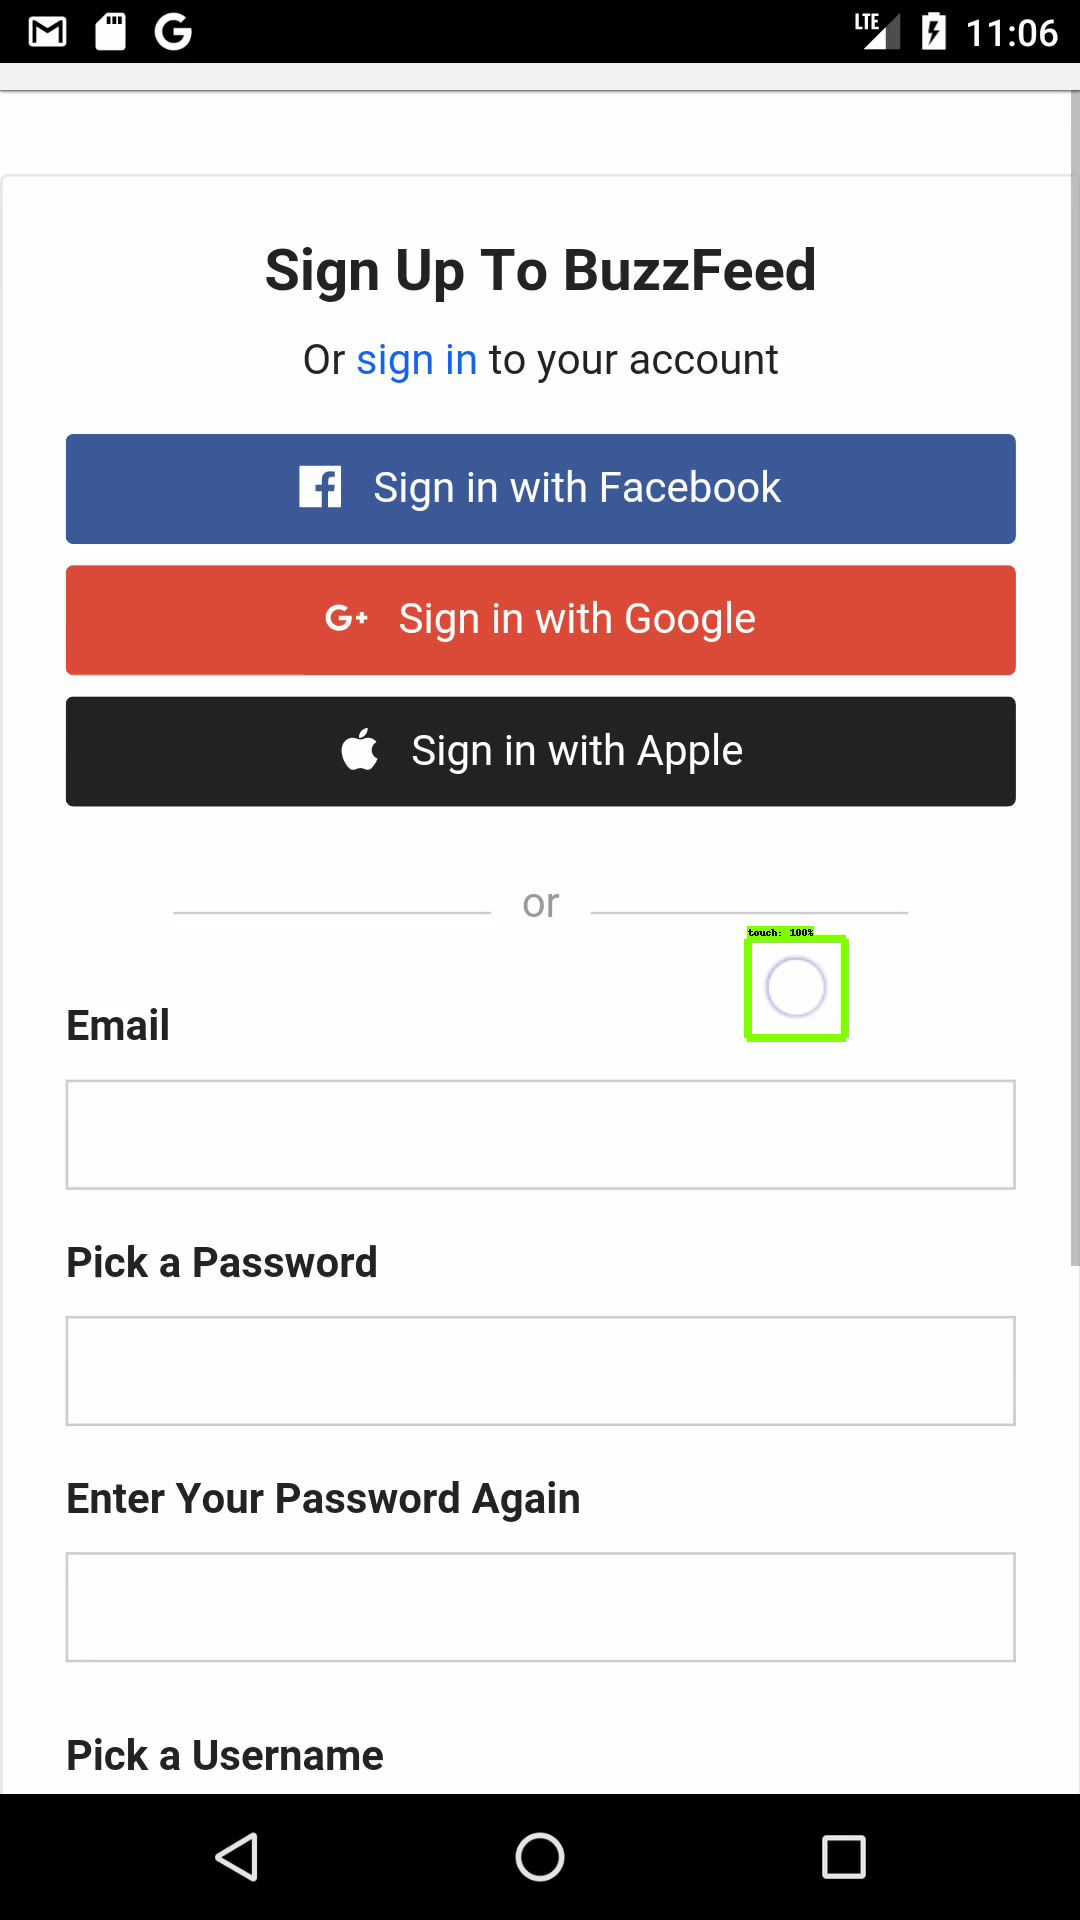 LTE 11:06
Sign Up To BuzzFeed
Or sign in to your account
Sign in with Facebook
G+ Sign in with Google
Sign in with Apple
or
touch: 100%
Email
Pick a Password
Enter Your Password Again
Pick a Username